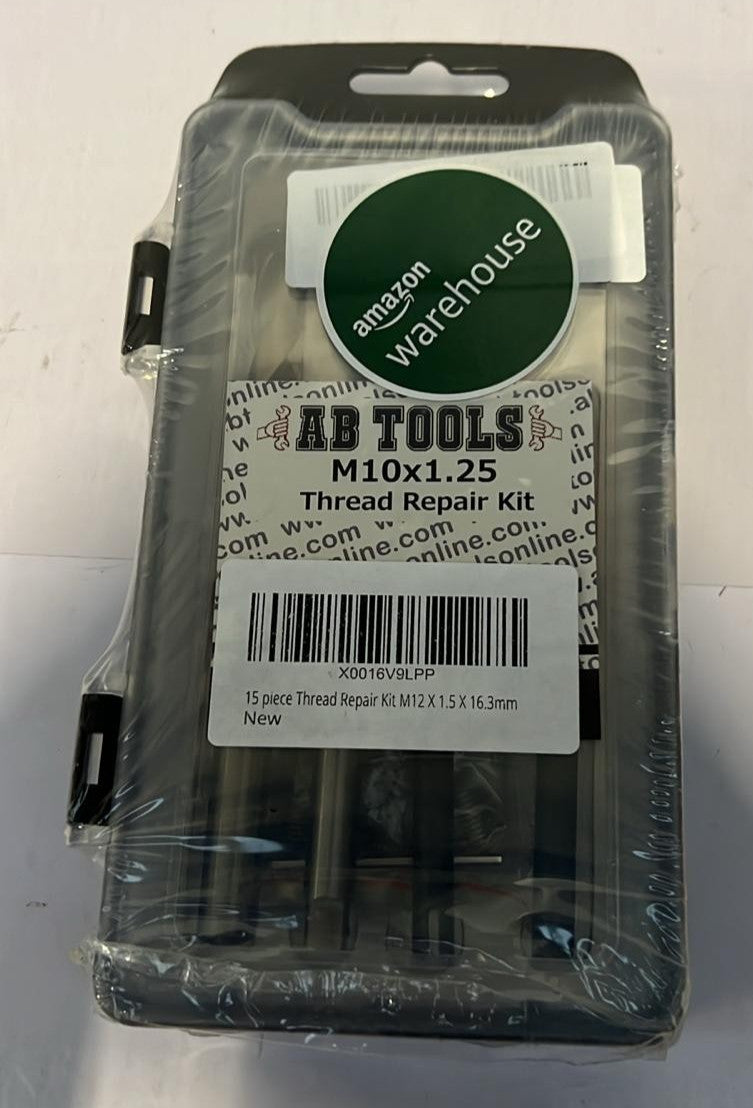 amazon
warehouse
AB TOOLS
M10x1.25
Thread Repair Kit
X0016V9LPP
15 piece Thread Repair Kit M12 X 1.5 X 16.3mm
New